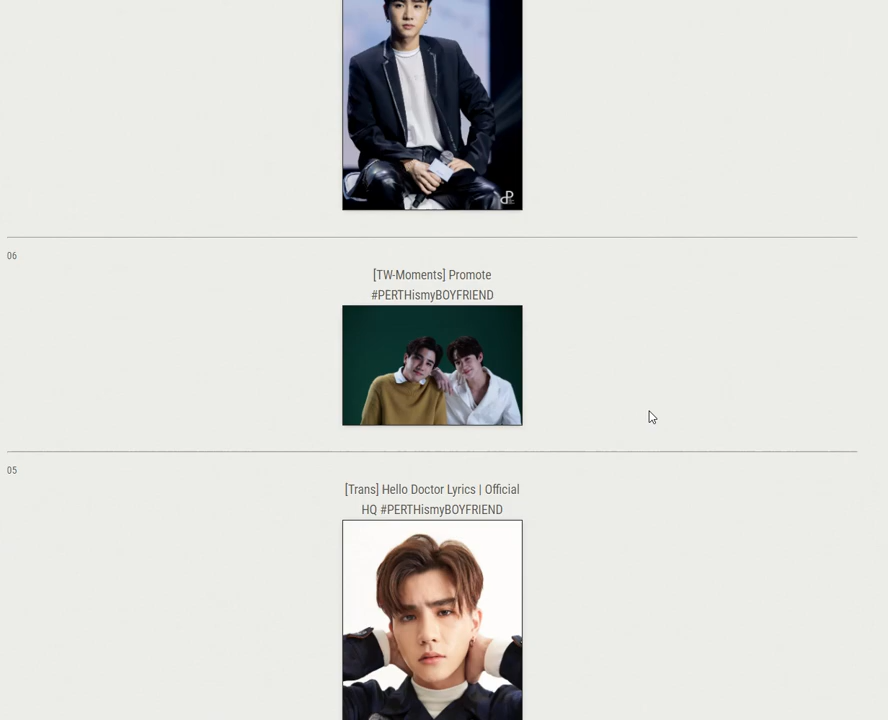 06
[TW-Moments] Promote
#PERTHismyBOYFRIEND
05
[Trans] Hello Doctor Lyrics | Official
HQ #PERTHismyBOYFRIEND